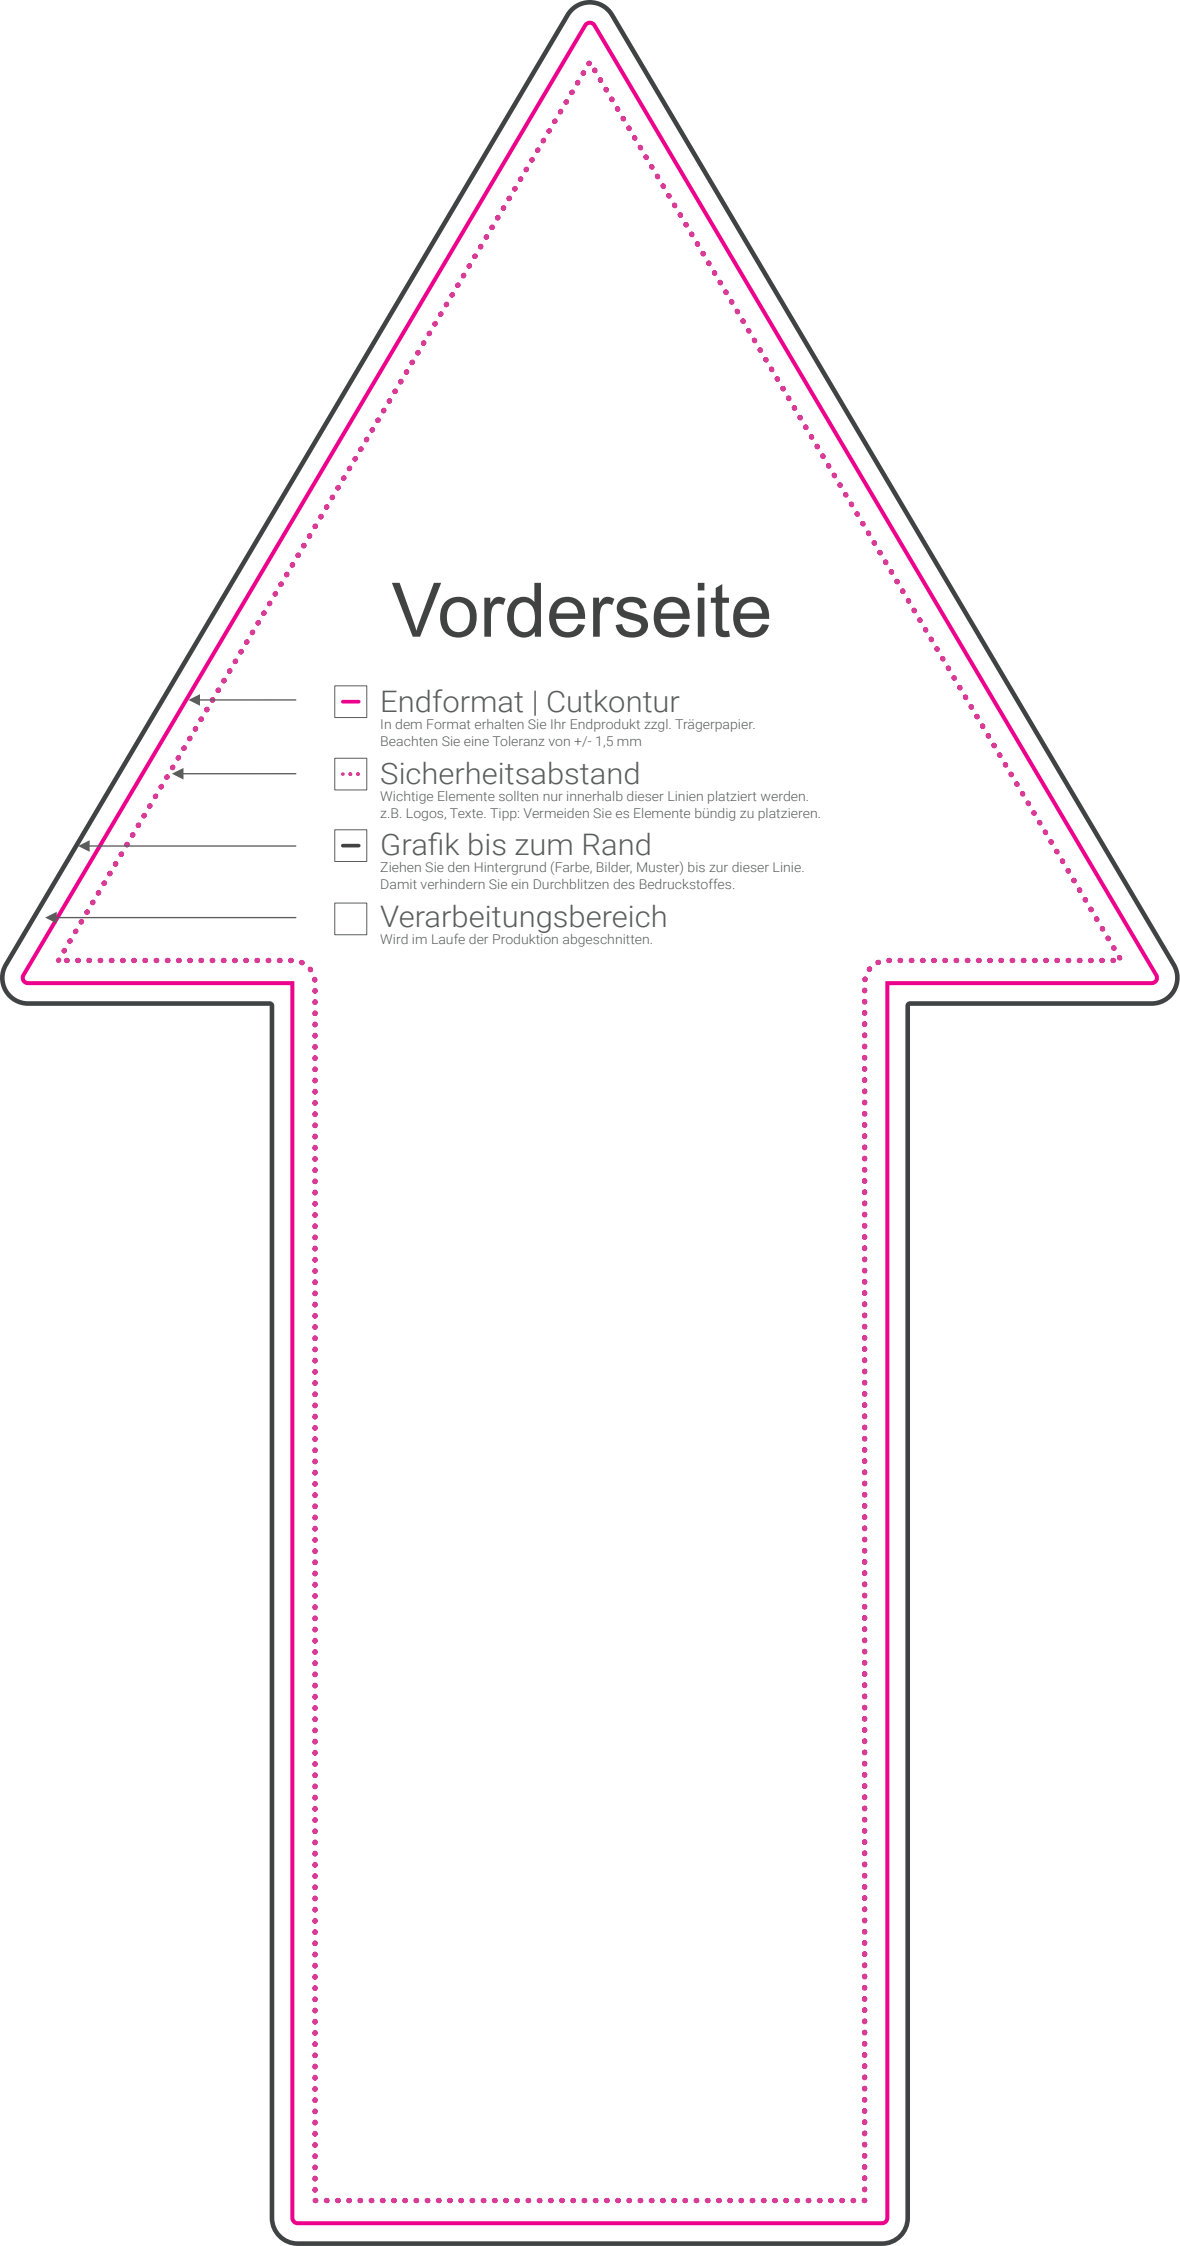 Vorderseite
Endformat | Cutkontur
In dem Format erhalten Sie Ihr Endprodukt zzgl. Trägerpapier.
Beachten Sie eine Toleranz von +/- 1,5 mm
Sicherheitsabstand
Wichtige Elemente sollten nur innerhalb dieser Linien platziert werden.
z.B. Logos, Texte. Tipp: Vermeiden Sie es Elemente bündig zu platzieren.
Grafik bis zum Rand
Ziehen Sie den Hintergrund (Farbe, Bilder, Muster) bis zur dieser Linie.
Damit verhindern Sie ein Durchblitzen des Bedruckstoffes.
Verarbeitungsbereich
Wird im Laufe der Produktion abgeschnitten.